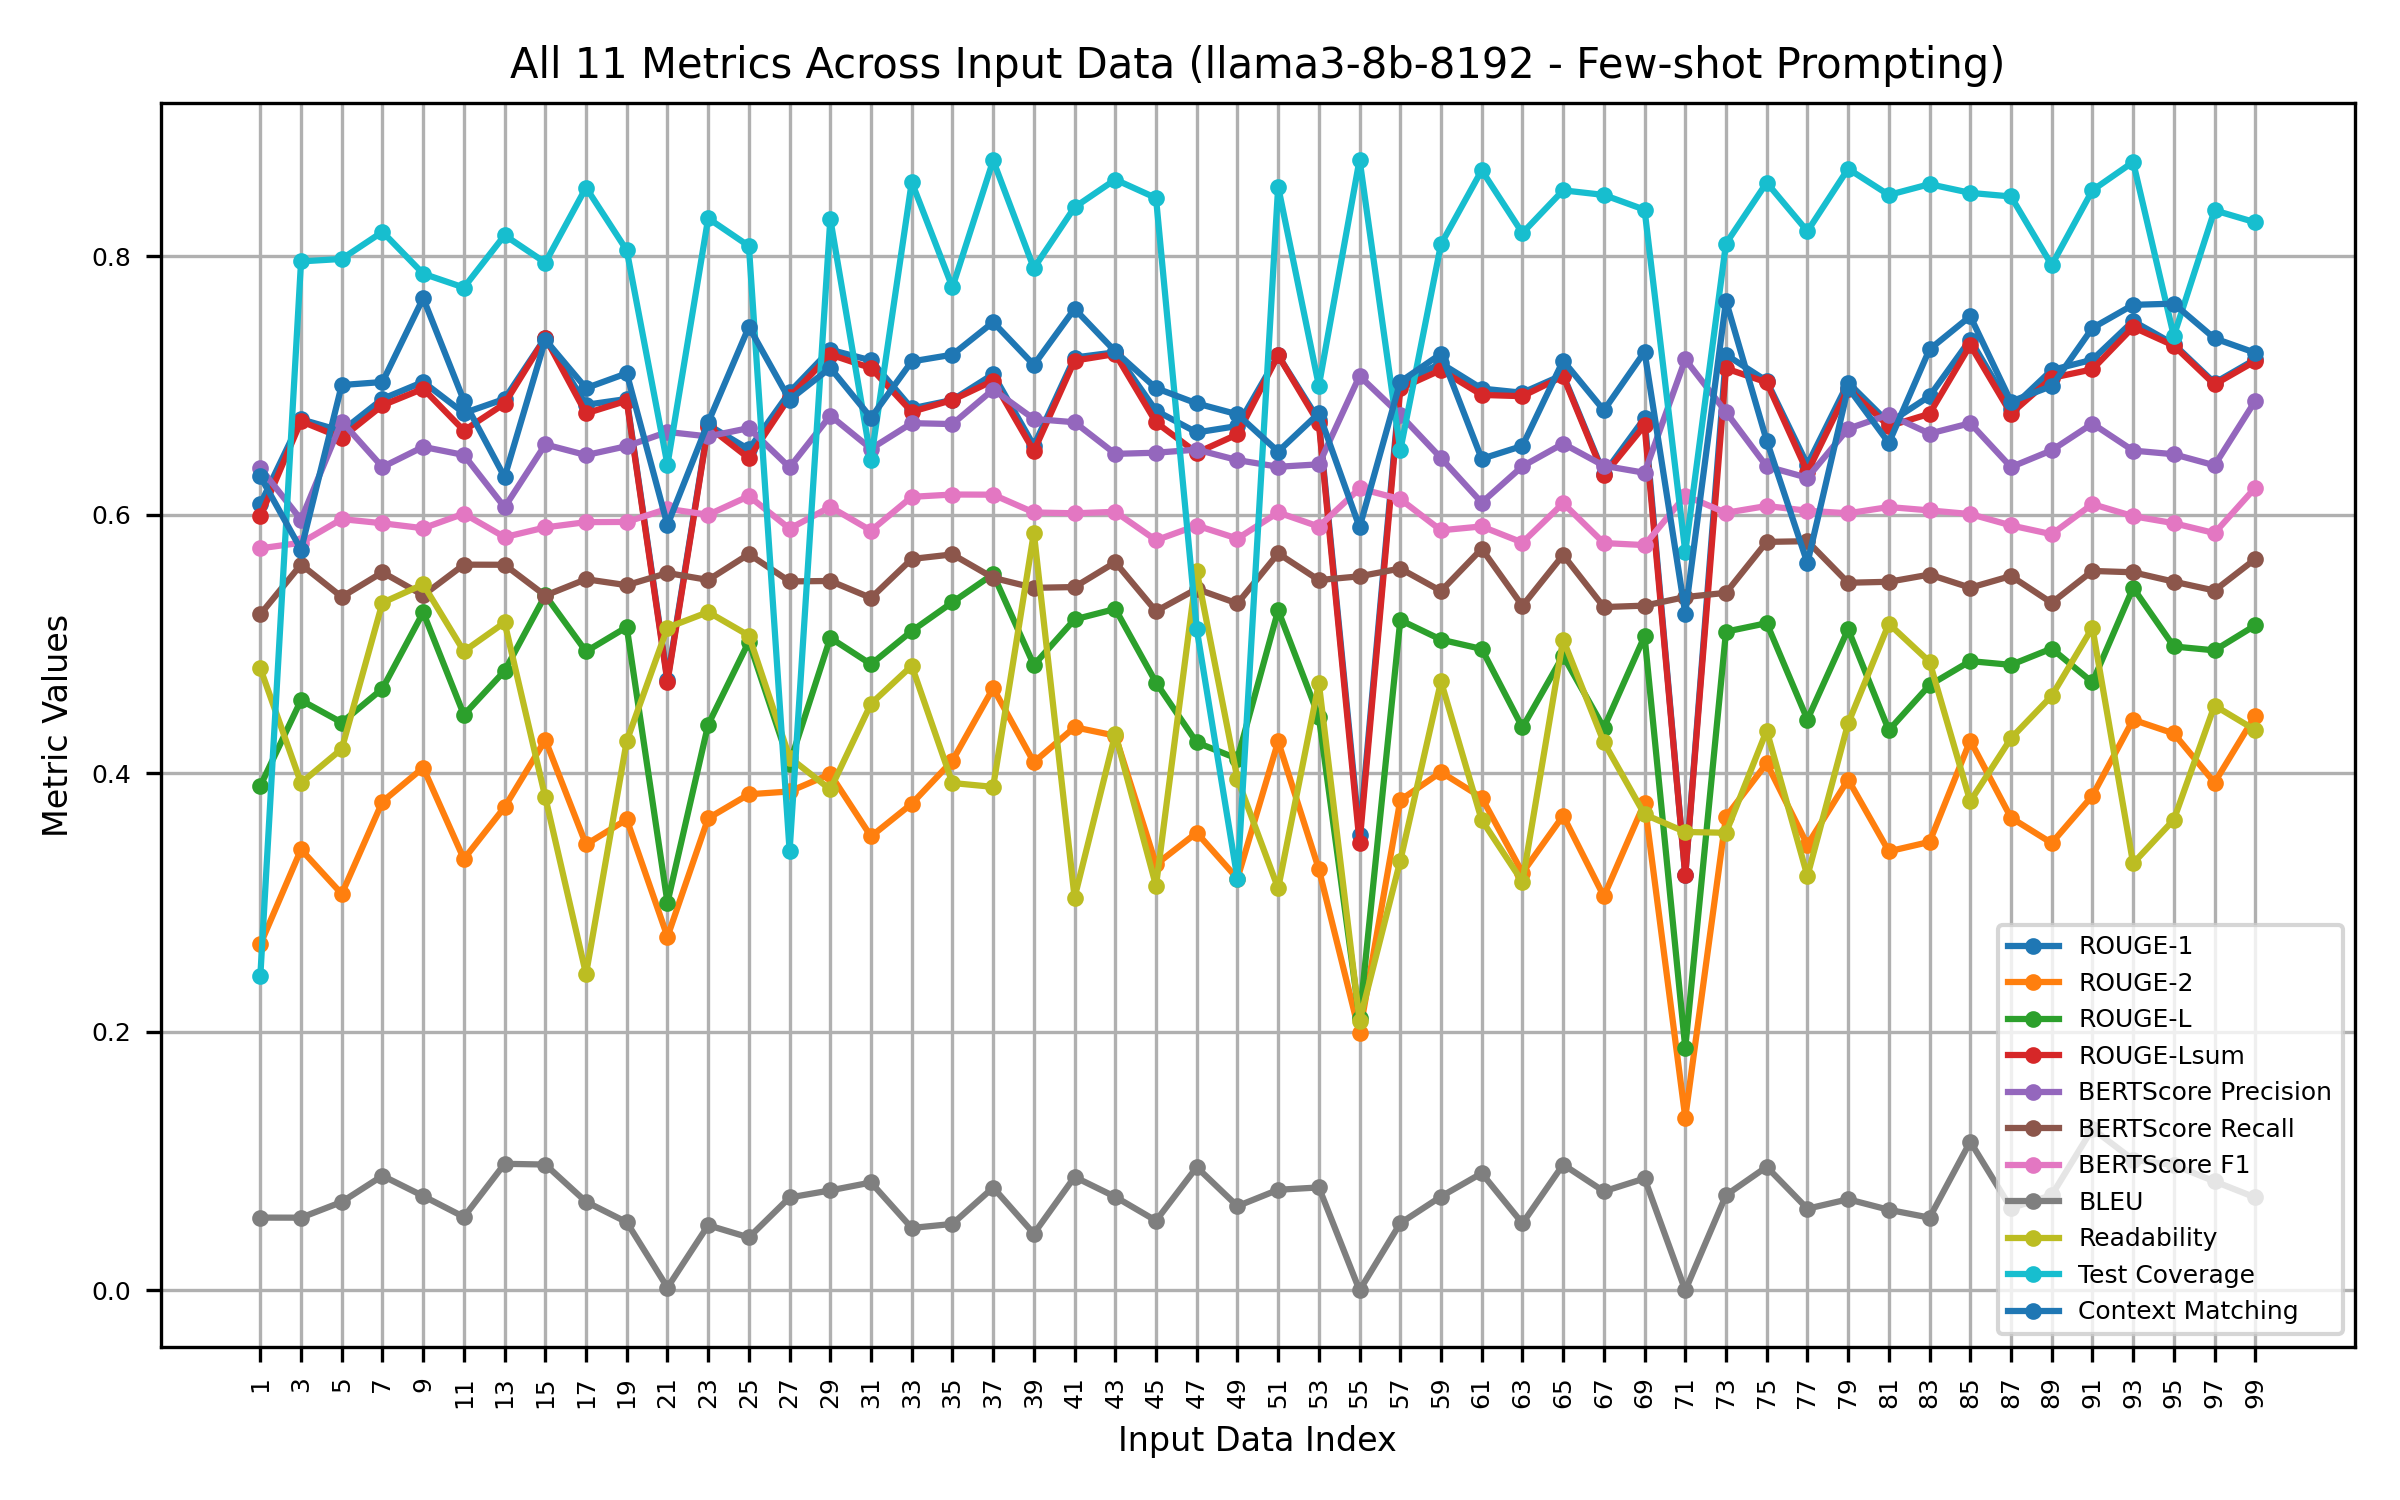 All 11 Metrics Across Input Data (llama3-8b-8192 - Few-shot Prompting)
Metric Values
0.8
0.6
0.4
0.2
0.0
ROUGE-1
ROUGE-2
ROUGE-L
ROUGE-Lsum
BERTScore Precision
BERTScore Recall
BERTScore F1
BLEU
Readability
Test Coverage
Context Matching
1 3 5 7 9 11 13 15 17 19 21 23 25 27 29 31 33 35 37 39 41 43 45 47 49 51 53 55 57 59 61 63 65 67 69 71 73 75 77 79 81 83 85 87 89 91 93 95 97 99
Input Data Index